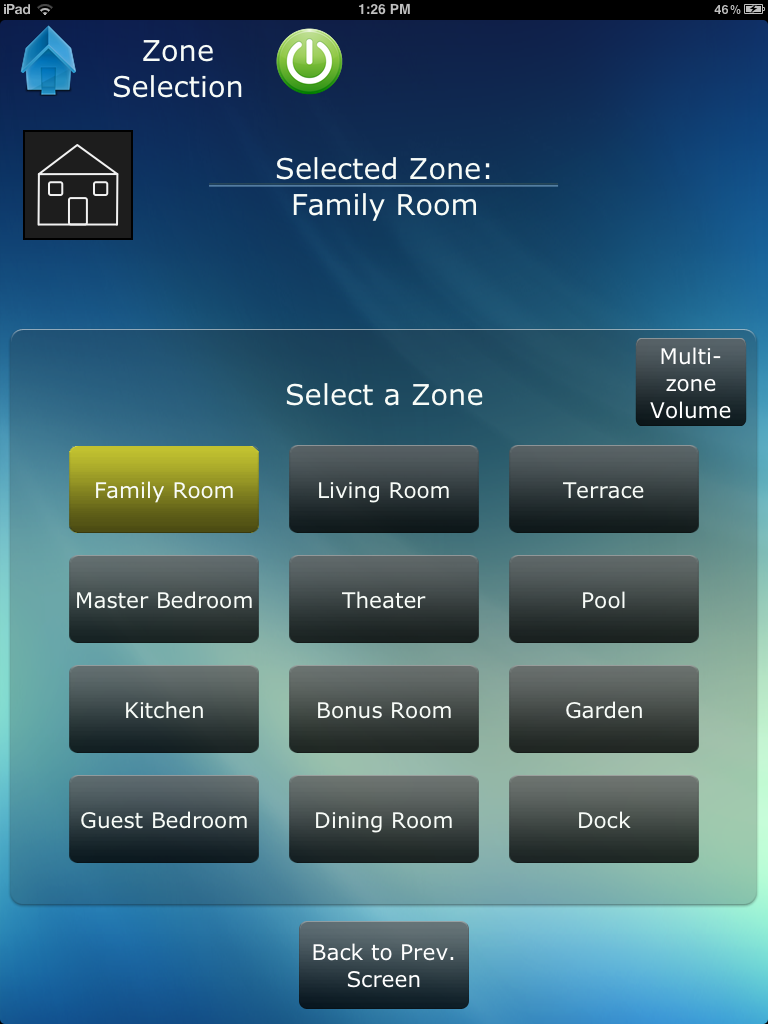 iPad 1:26 PM 46%
Zone
Selection
Selected Zone:
Family Room
Multi-
zone
Volume
Select a Zone
Family Room Living Room Terrace
Master Bedroom Theater Pool
Kitchen Bonus Room Garden
Guest Bedroom Dining Room Dock
Back to Prev.
Screen